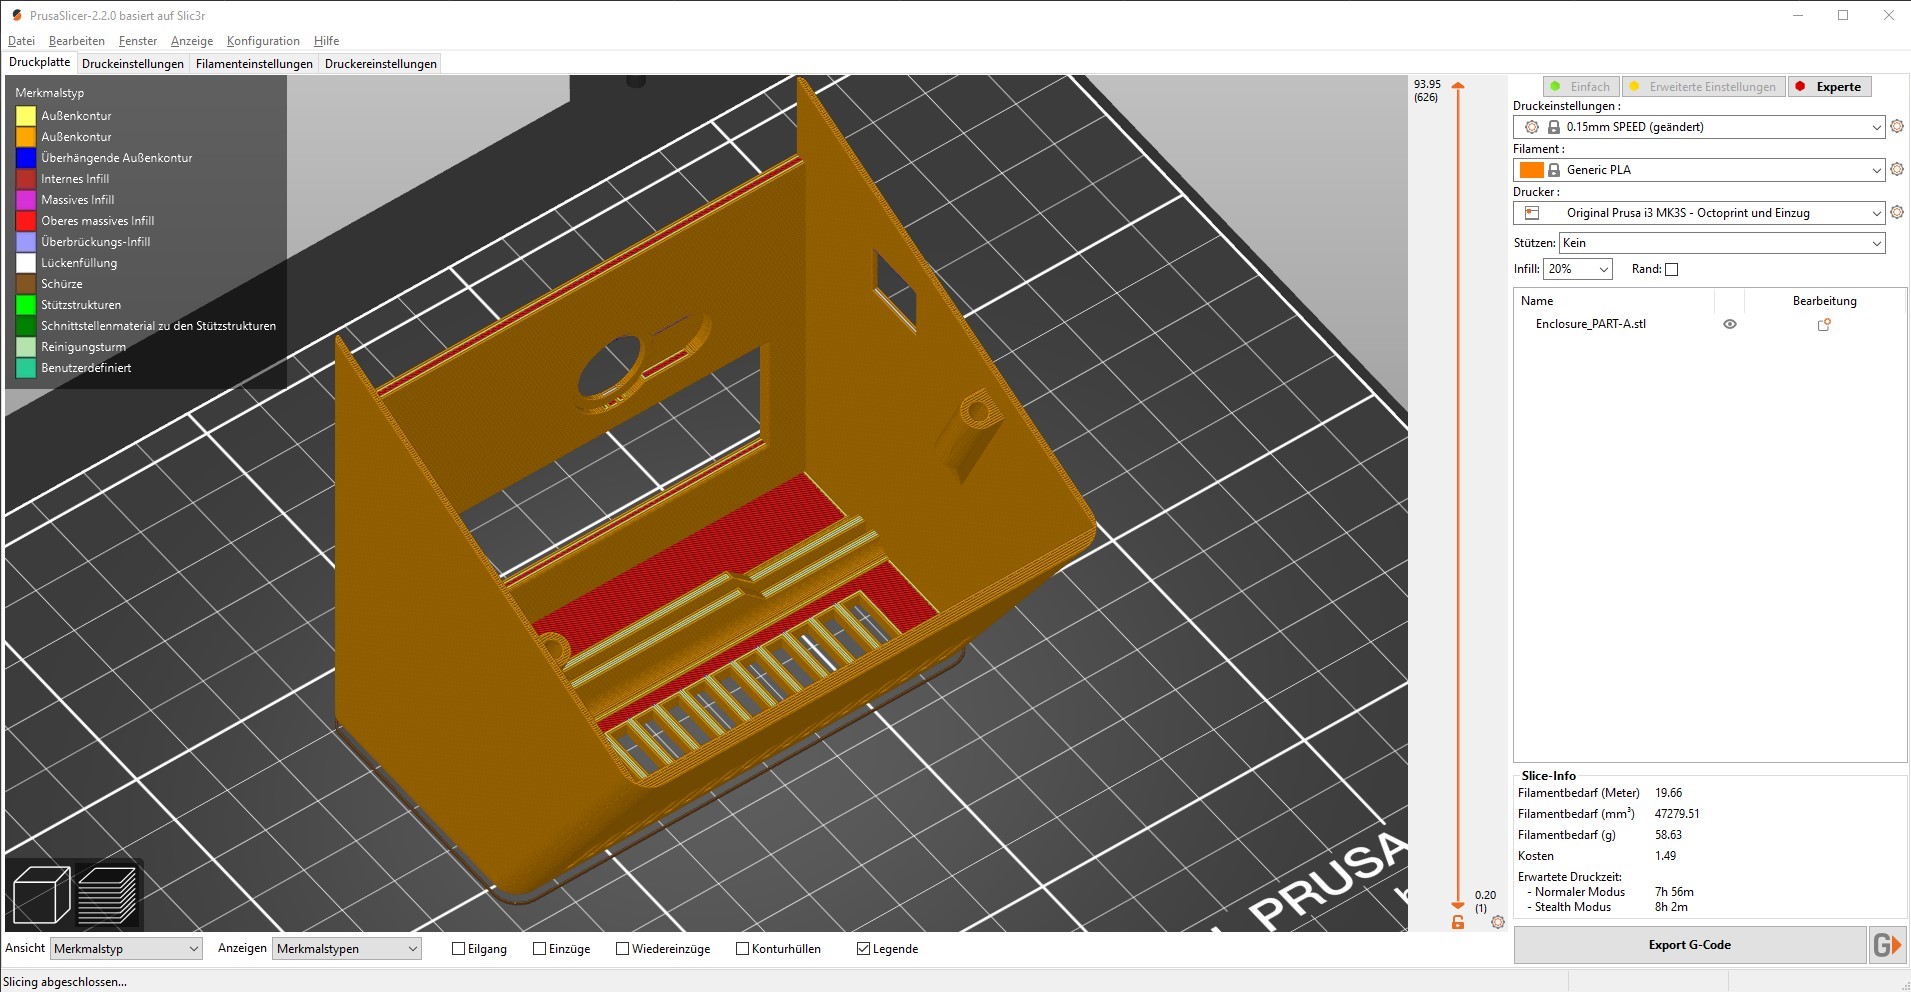 PrusaSlicer-2.2.0 basiert auf Slic3r
Datei Bearbeiten Fenster Anzeige Konfiguration Hilfe
Druckplatte Druckeinstellungen Filamenteinstellungen Druckereinstellungen
Merkmalstyp
Außenkontur
Außenkontur
Überhängende Außenkontur
Internes Infill
Massives Infill
Oberes massives Infill
Überbrückungs-Infill
Lückenfüllung
Schürze
Stützstrukturen
Schnittstellenmaterial zu den Stützstrukturen
Reinigungsturm
Benutzerdefiniert
93.95
(626)
0.20
(1)
PRUSA
Einfach Erweiterte Einstellungen Experte
Druckeinstellungen :
0.15mm SPEED (geändert)
Filament :
Generic PLA
Drucker :
Original Prusa i3 MK3S - Octoprint und Einzug
Stützen: Kein
Infill: 20% Rand:
Name Bearbeitung
Enclosure_PART-A.stl
Slice-Info
Filamentbedarf (Meter) 19.66
Filamentbedarf (mm³) 47279.51
Filamentbedarf (g) 58.63
Kosten 1.49
Erwartete Druckzeit:
- Normaler Modus 7h 56m
- Stealth Modus 8h 2m
Export G-Code G
Ansicht Merkmalstyp Anzeigen Merkmalstypen Eilgang Einzüge Wiedereinzüge Konturhüllen Legende
Slicing abgeschlossen...